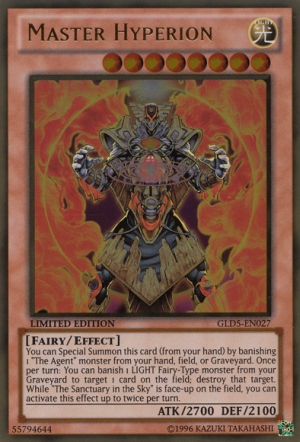 MASTER HYPERION
LIGHT
光
LIMITED EDITION
GLD5-EN027
[FAIRY/EFFECT]
You can Special Summon this card (from your hand) by banishing
1 "The Agent" monster from your hand, field, or Graveyard. Once
per turn: You can banish 1 LIGHT Fairy-Type monster from your
Graveyard to target 1 card on the field; destroy that target.
While "The Sanctuary in the Sky" is face-up on the field, you can
activate this effect up to twice per turn.
ATK/2700 DEF/2100
55794644
©1996 KAZUKI TAKAHASHI